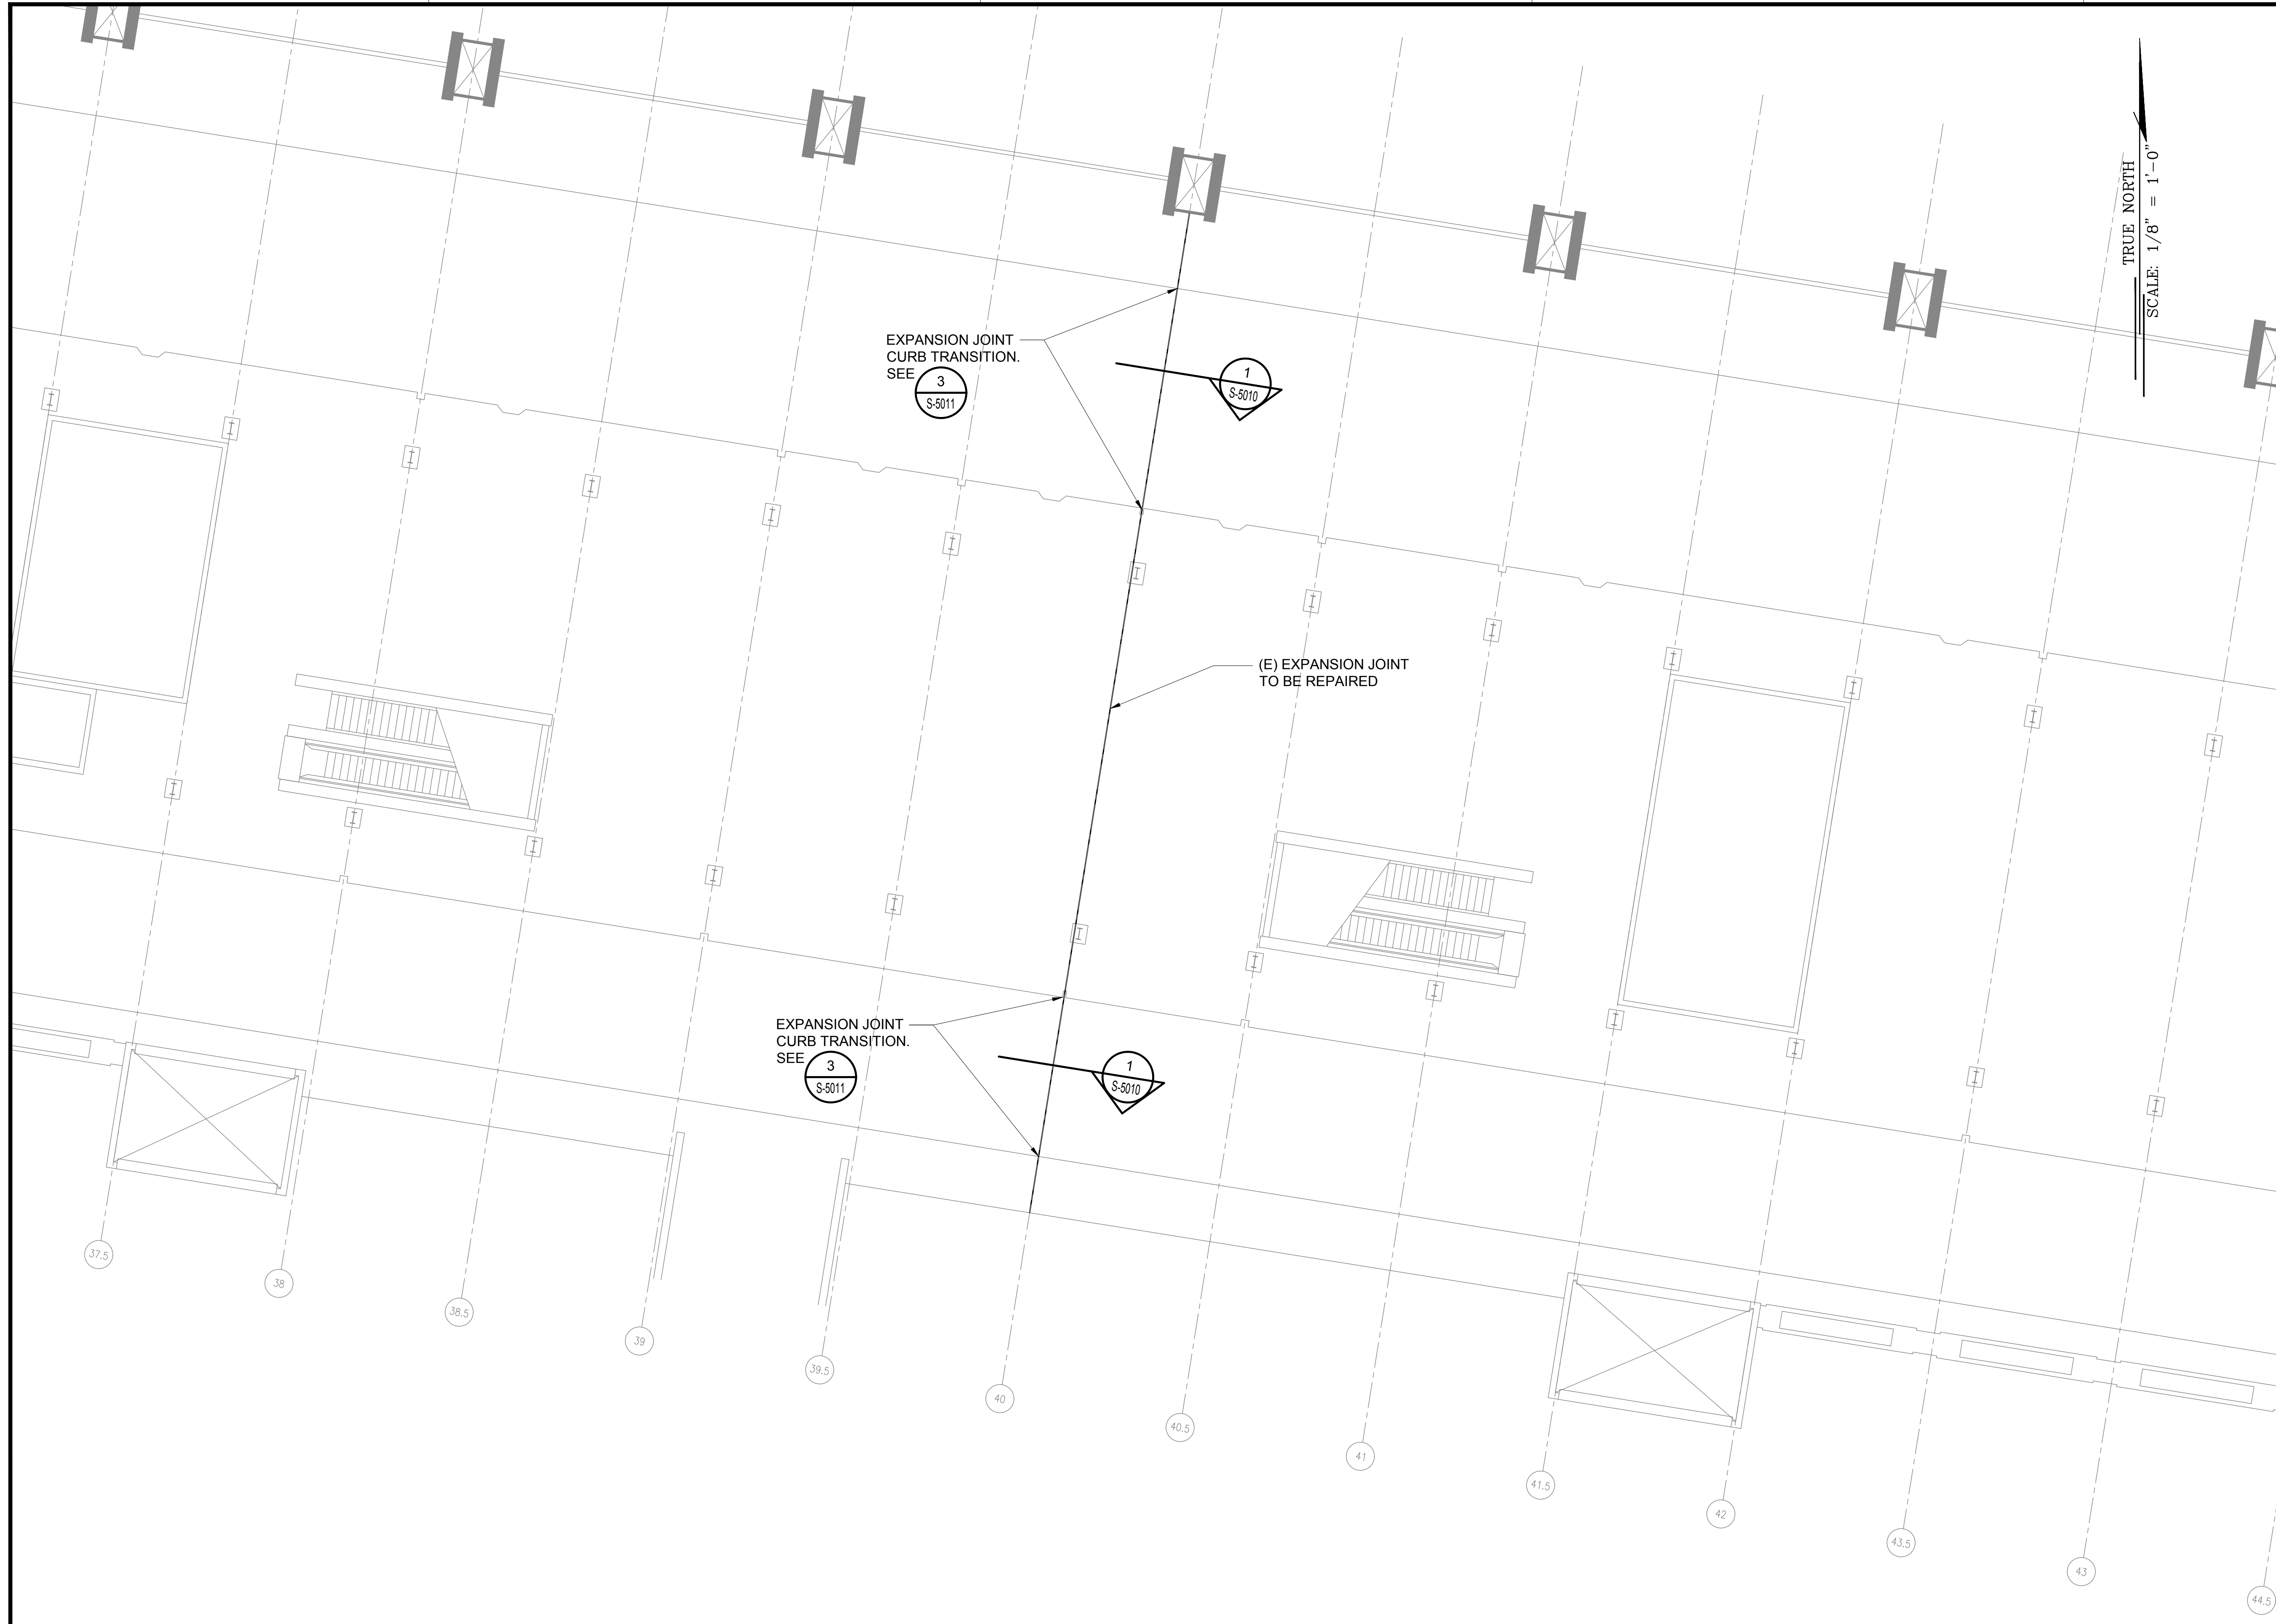 TRUE NORTH
SCALE: 1/8" = 1'-0"
EXPANSION JOINT
CURB TRANSITION.
SEE
3
S-5011
1
S-5010
(E) EXPANSION JOINT
TO BE REPAIRED
EXPANSION JOINT
CURB TRANSITION.
SEE
3
S-5011
1
S-5010
37.5
38
38.5
39
39.5
40
40.5
41
41.5
42
43.5
43
44.5